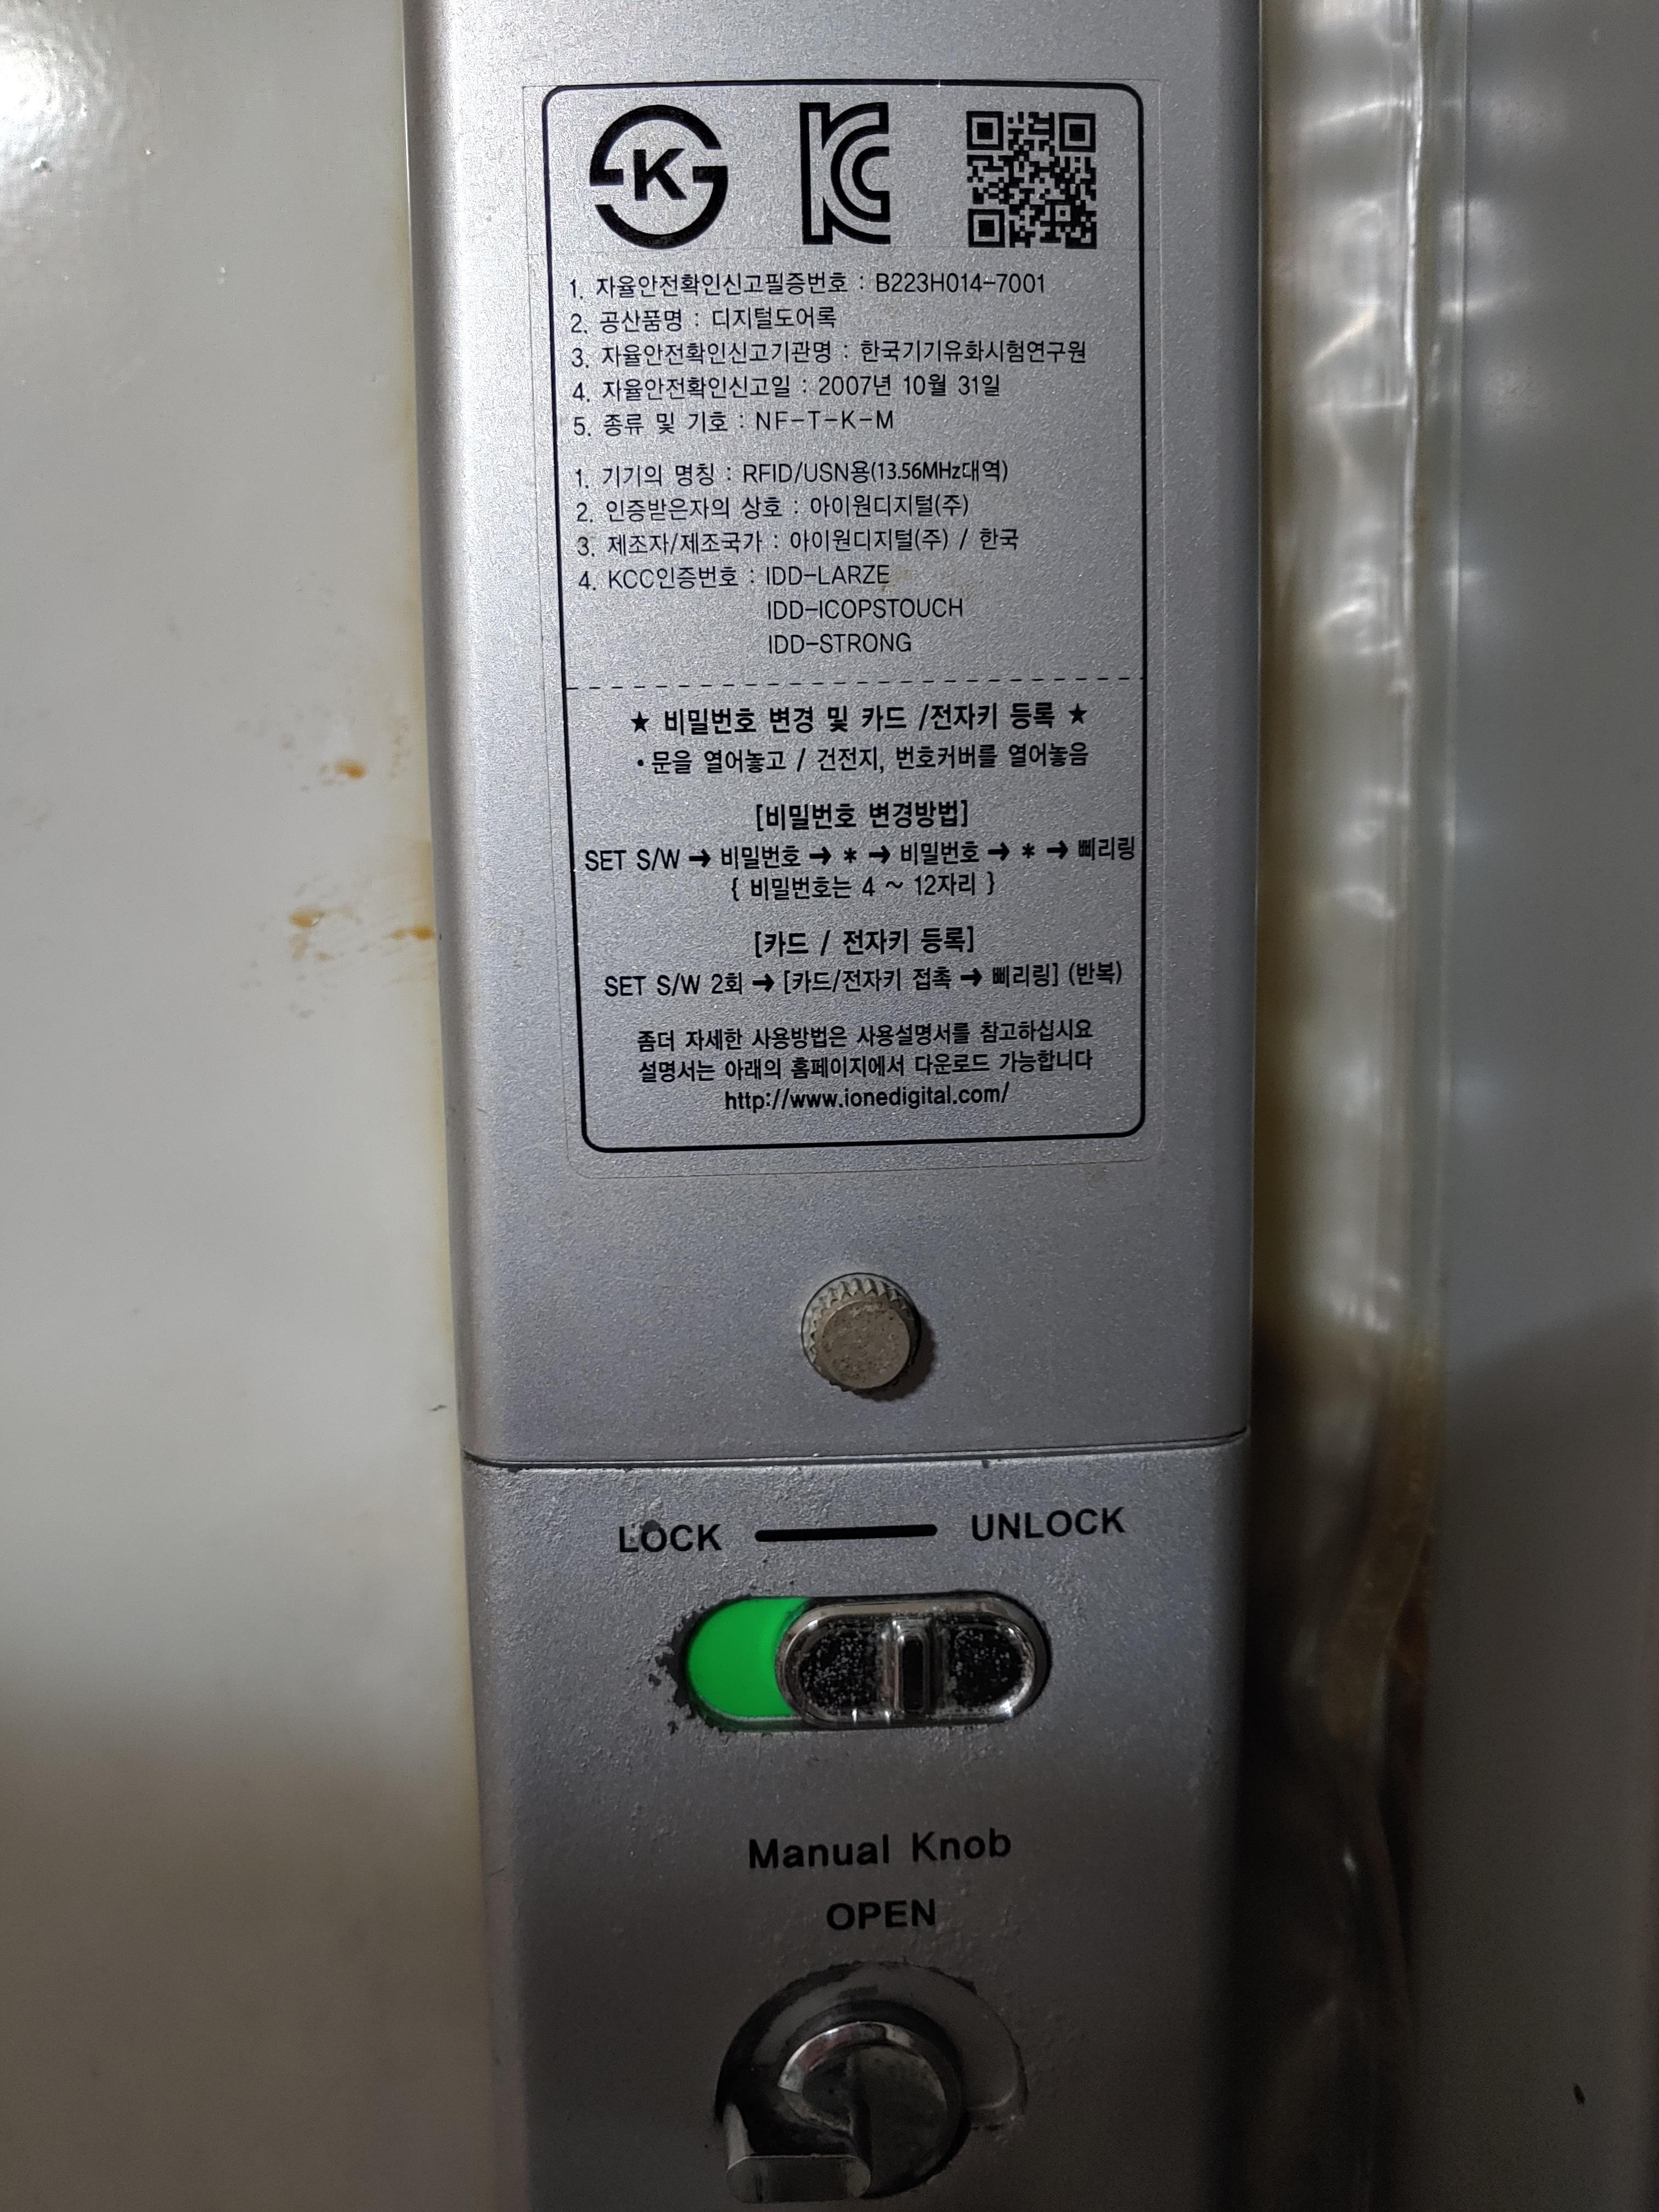 K
KC
1. 자율안전확인신고필증번호 : B223H014-7001
2. 공산품명 : 디지털도어록
3. 자율안전확인신고기관명 : 한국기기유화시험연구원
4. 자율안전확인신고일 : 2007년 10월 31일
5. 종류 및 기호 : NF-T-K-M
1. 기기의 명칭 : RFID/USN용(13.56MHz대역)
2. 인증받은자의 상호 : 아이원디지털(주)
3. 제조자/제조국가 : 아이원디지털(주) / 한국
4. KCC인증번호 : IDD-LARZE
IDD-ICOPSTOUCH
IDD-STRONG
★ 비밀번호 변경 및 카드 /전자키 등록 ★
• 문을 열어놓고 / 건전지, 번호커버를 열어놓음
[비밀번호 변경방법]
SET S/W → 비밀번호 → * → 비밀번호 → * → 삐리링
{ 비밀번호는 4 ~ 12자리 }
[카드 / 전자키 등록]
SET S/W 2회 → [카드/전자키 접촉 → 삐리링] (반복)
좀더 자세한 사용방법은 사용설명서를 참고하십시요
설명서는 아래의 홈페이지에서 다운로드 가능합니다
http://www.ionedigital.com/
LOCK — UNLOCK
Manual Knob
OPEN